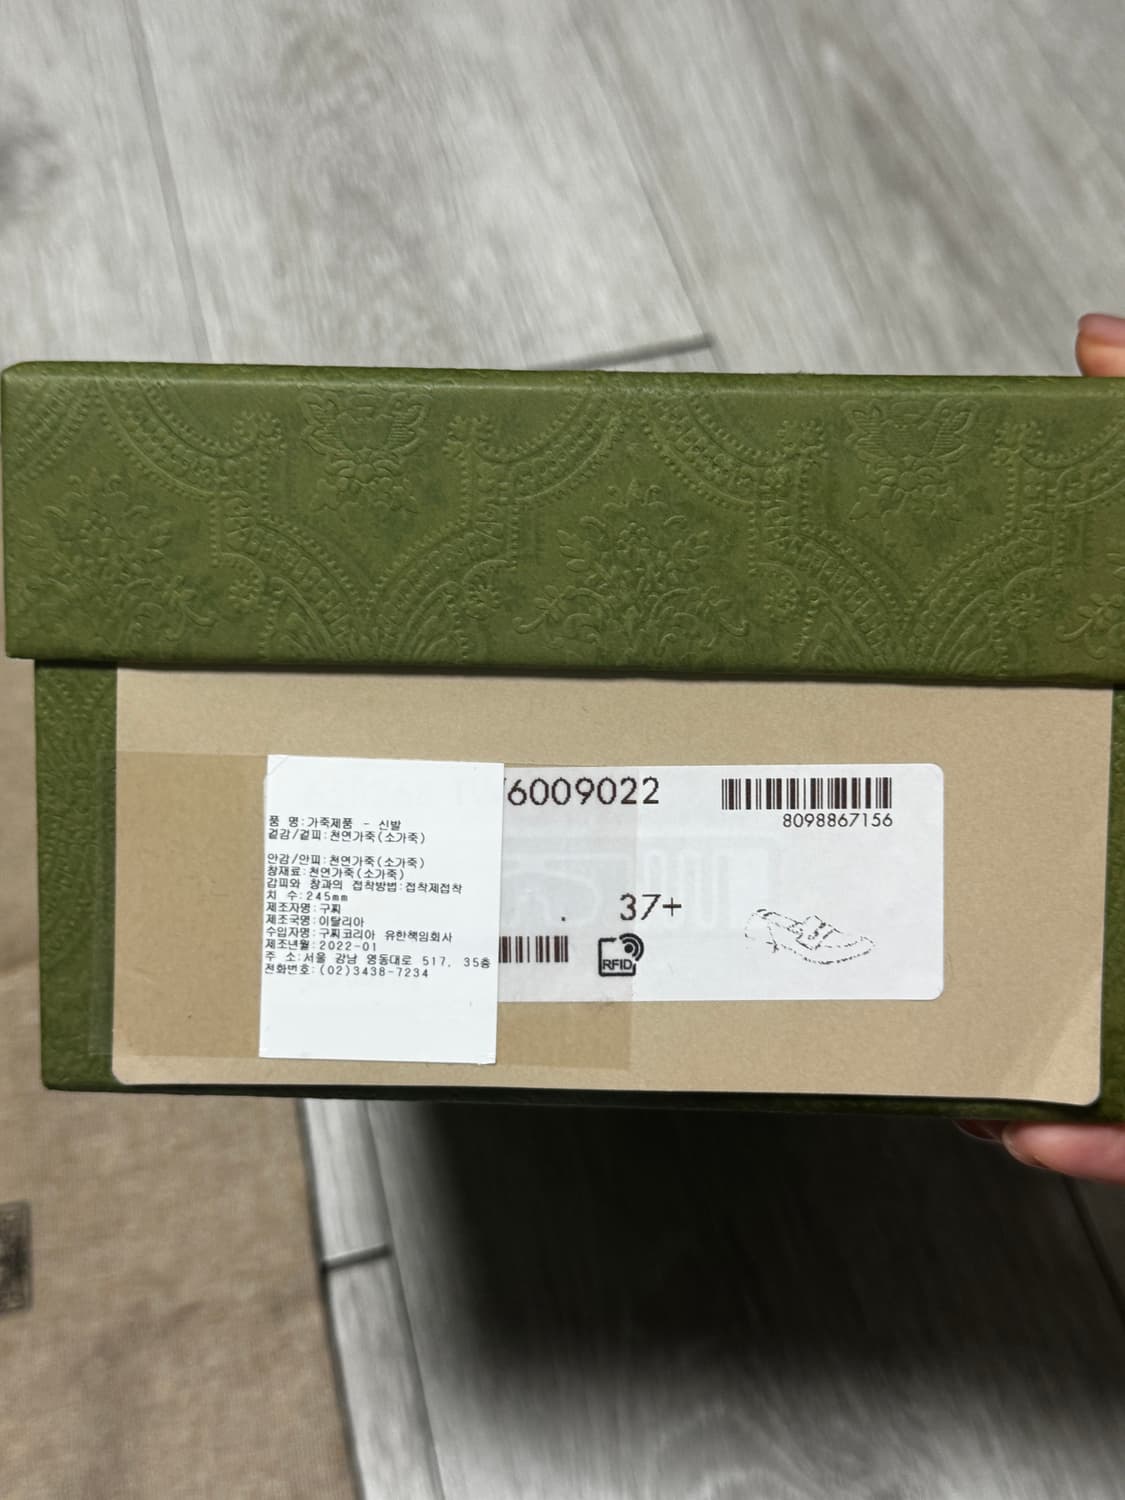 품 명:가죽제품 - 신발
겉감/겉피:천연가죽(소가죽)
안감/안피:천연가죽(소가죽)
창재료:천연가죽(소가죽)
갑피와 창과의 접착방법:접착제접착
치 수:245mm
제조자명:구찌
제조국명:이탈리아
수입자명:구찌코리아 유한책임회사
제조년월:2022-01
주 소:서울 강남 영동대로 517, 35층
전화번호:(02)3438-7234
6009022
8098867156
37+
RFID